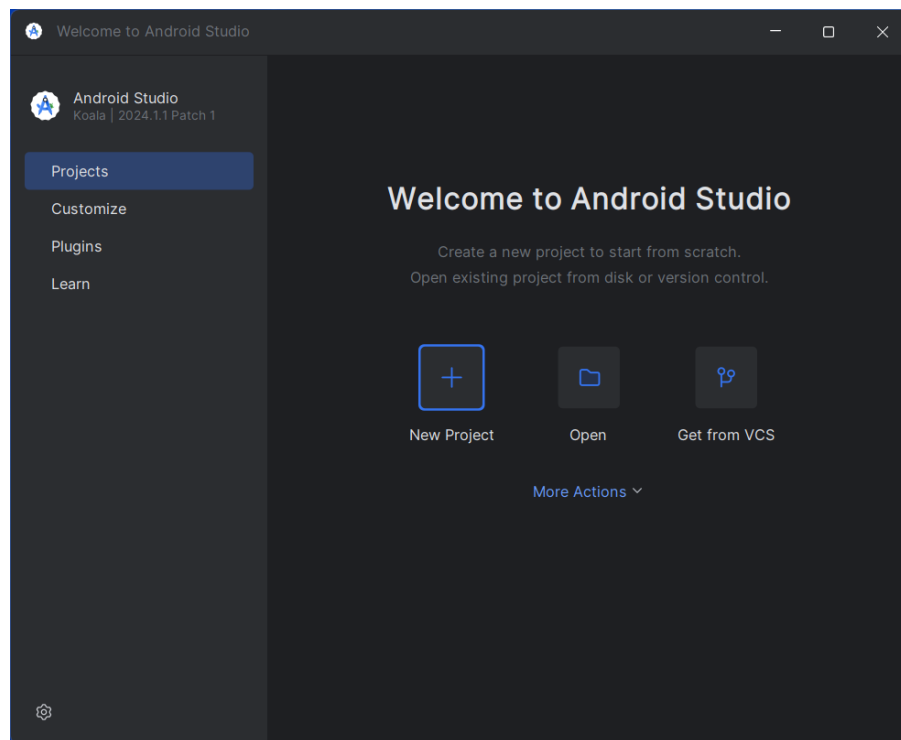 Welcome to Android Studio
Android Studio
Koala | 2024.1.1 Patch 1
Projects
Customize
Plugins
Learn
Welcome to Android Studio
Create a new project to start from scratch.
Open existing project from disk or version control.
New Project
Open
Get from VCS
More Actions